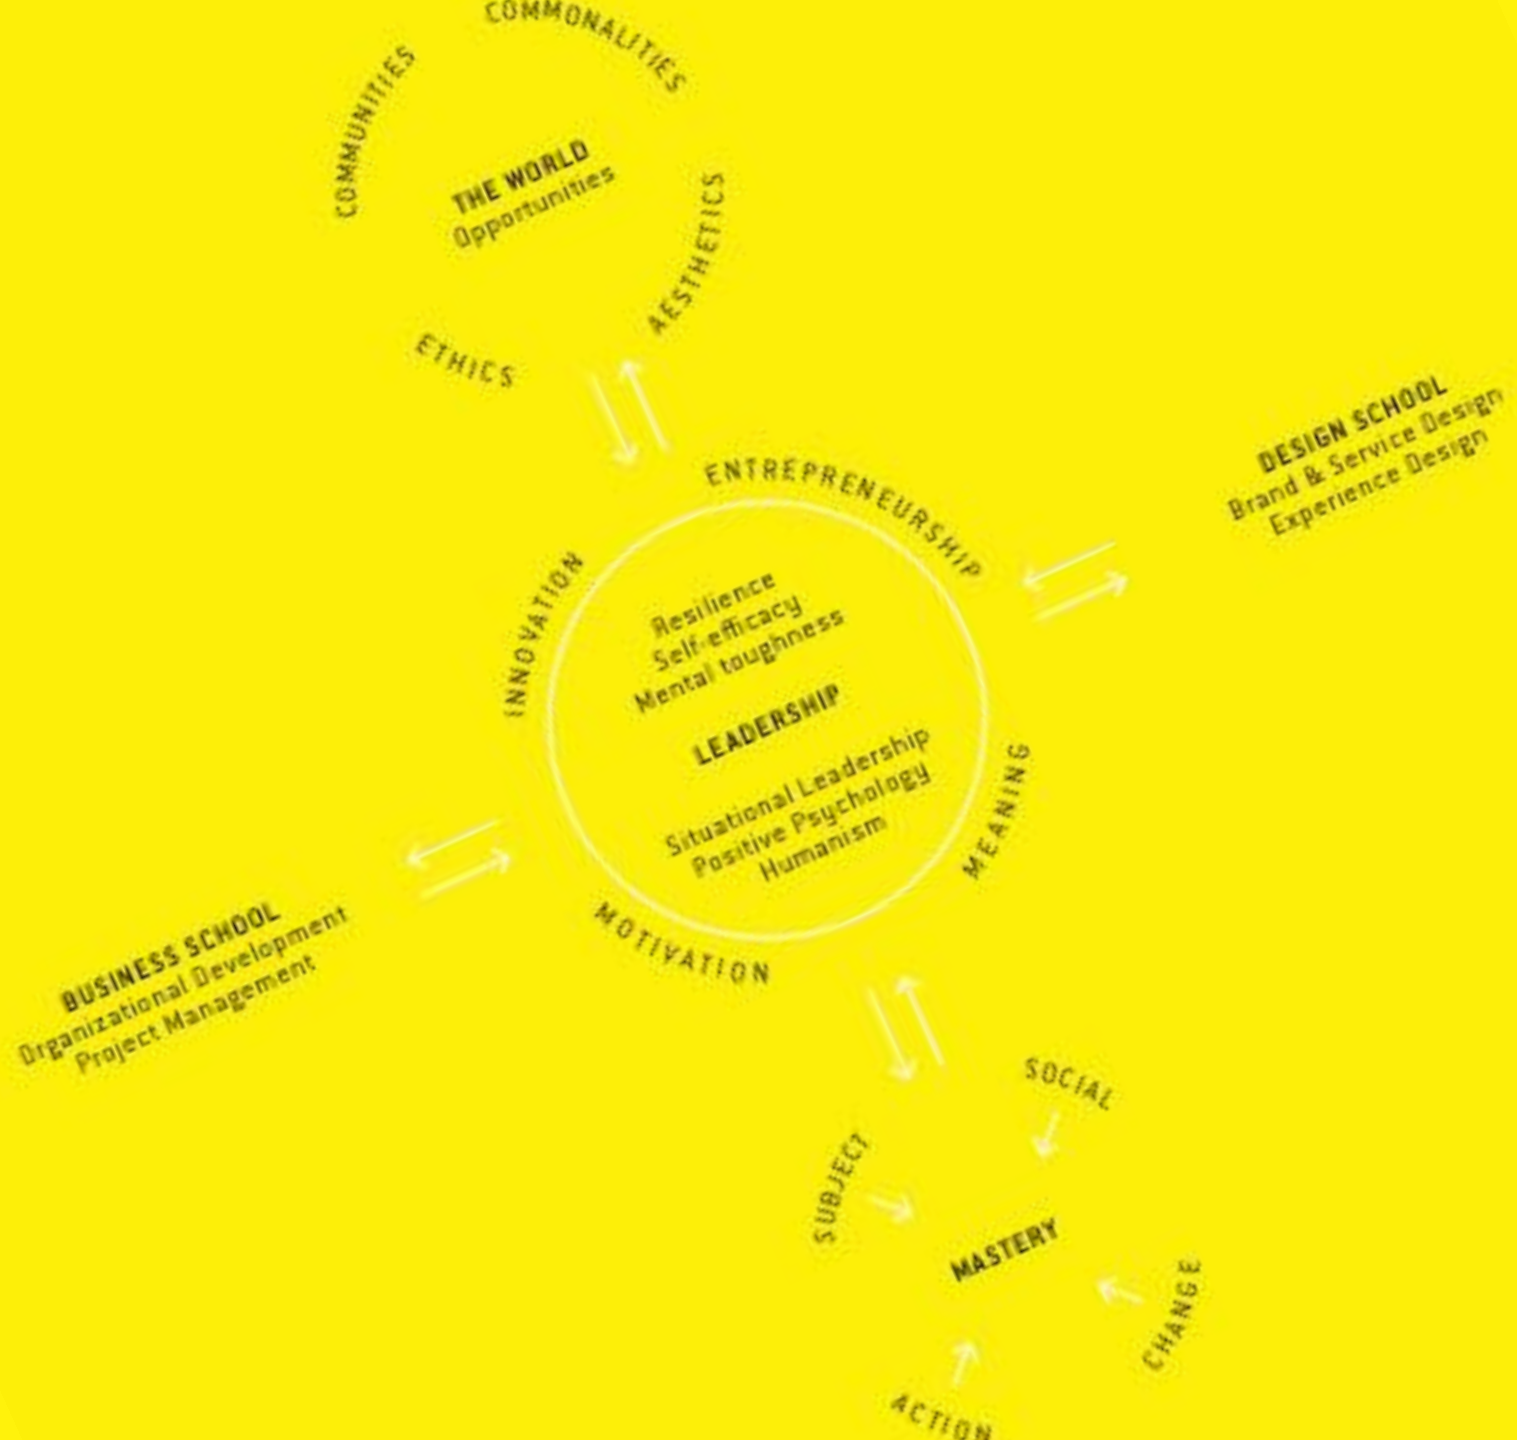 COMMONALITIES
COMMUNITIES
THE WORLD
Opportunities
AESTHETICS
ETHICS
DESIGN SCHOOL
Brand & Service Design
Experience Design
ENTREPRENEURSHIP
INNOVATION
Resilience
Self-efficacy
Mental toughness
LEADERSHIP
Situational Leadership
Positive Psychology
Humanism
MEANING
MOTIVATION
BUSINESS SCHOOL
Organizational Development
Project Management
SOCIAL
SUBJECT
MASTERY
CHANGE
ACTION